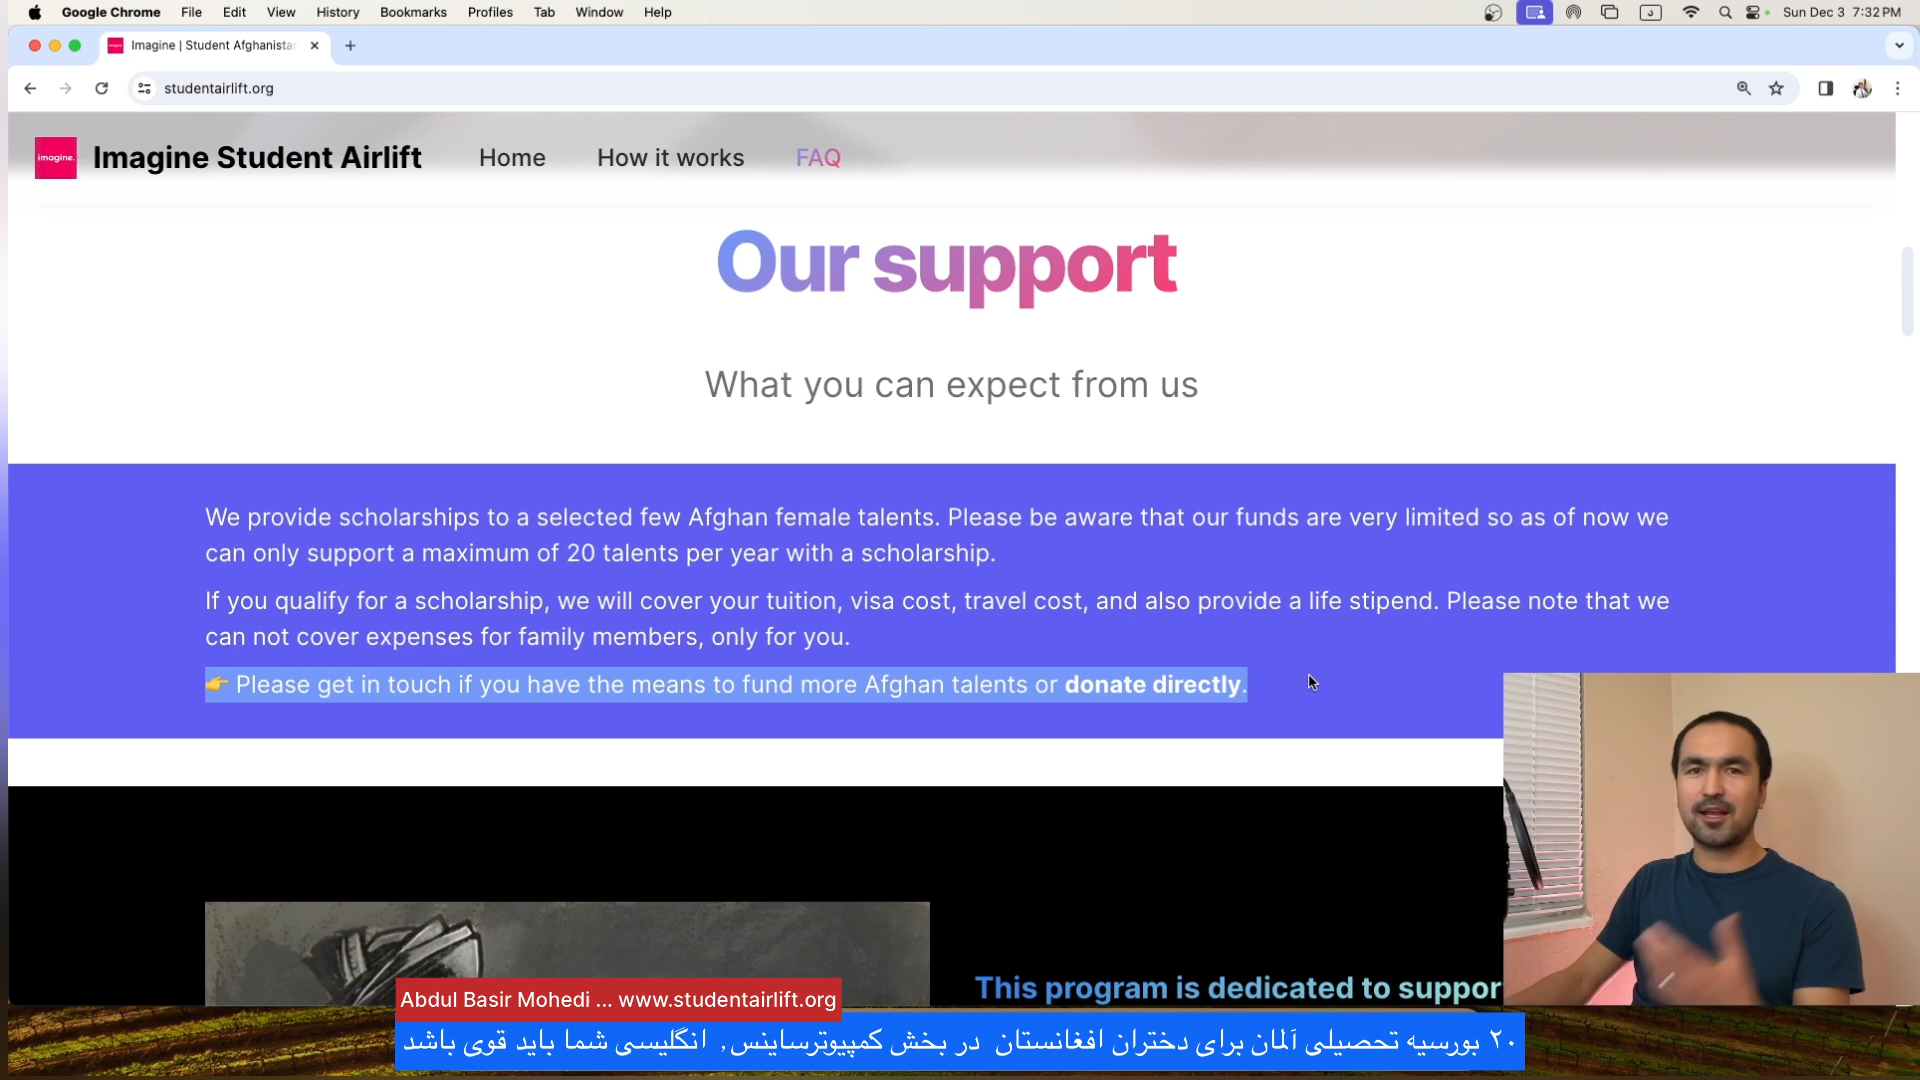 Google Chrome File Edit View History Bookmarks Profiles Tab Window Help Sun Dec 3 7:32 PM
Imagine | Student Afghanistan
studentairlift.org
imagine. Imagine Student Airlift Home How it works FAQ
Our support
What you can expect from us
We provide scholarships to a selected few Afghan female talents. Please be aware that our funds are very limited so as of now we
can only support a maximum of 20 talents per year with a scholarship.
If you qualify for a scholarship, we will cover your tuition, visa cost, travel cost, and also provide a life stipend. Please note that we
can not cover expenses for family members, only for you.
👉 Please get in touch if you have the means to fund more Afghan talents or donate directly.
This program is dedicated to suppor
Abdul Basir Mohedi ... www.studentairlift.org
۲۰ بورسیه تحصیلی آلمان برای دختران افغانستان در بخش کمپیوترساینس, انگلیسی شما باید قوی باشد